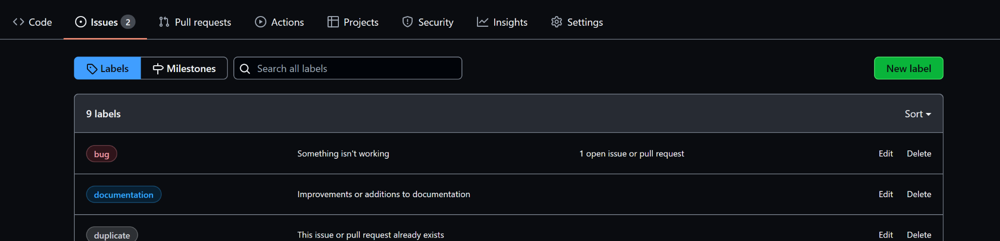 Code Issues 2 Pull requests Actions Projects Security Insights Settings
Labels Milestones Search all labels New label
9 labels Sort
bug Something isn't working 1 open issue or pull request Edit Delete
documentation Improvements or additions to documentation Edit Delete
duplicate This issue or pull request already exists Edit Delete